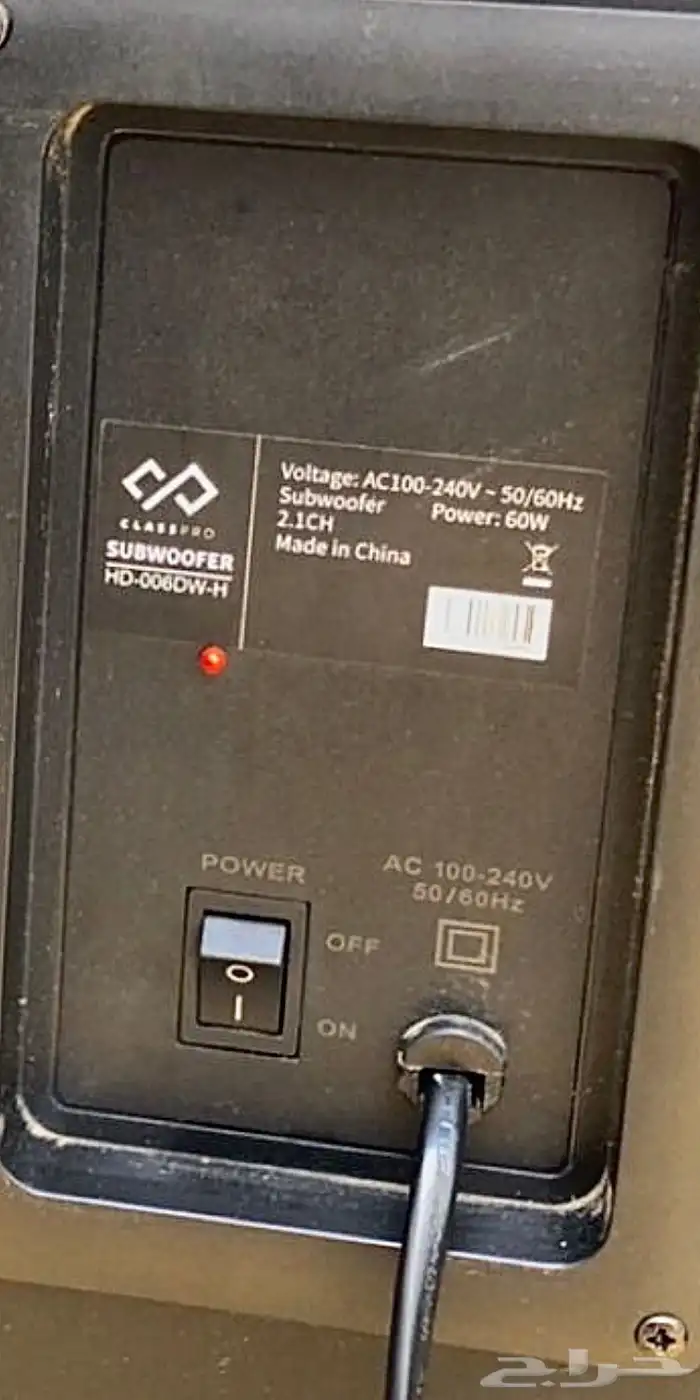 CLASSPRO
SUBWOOFER
HD-006DW-H
Voltage: AC100-240V ~ 50/60Hz
Subwoofer Power: 60W
2.1CH
Made in China
POWER
OFF
O
I
ON
AC 100-240V
50/60Hz
حراج